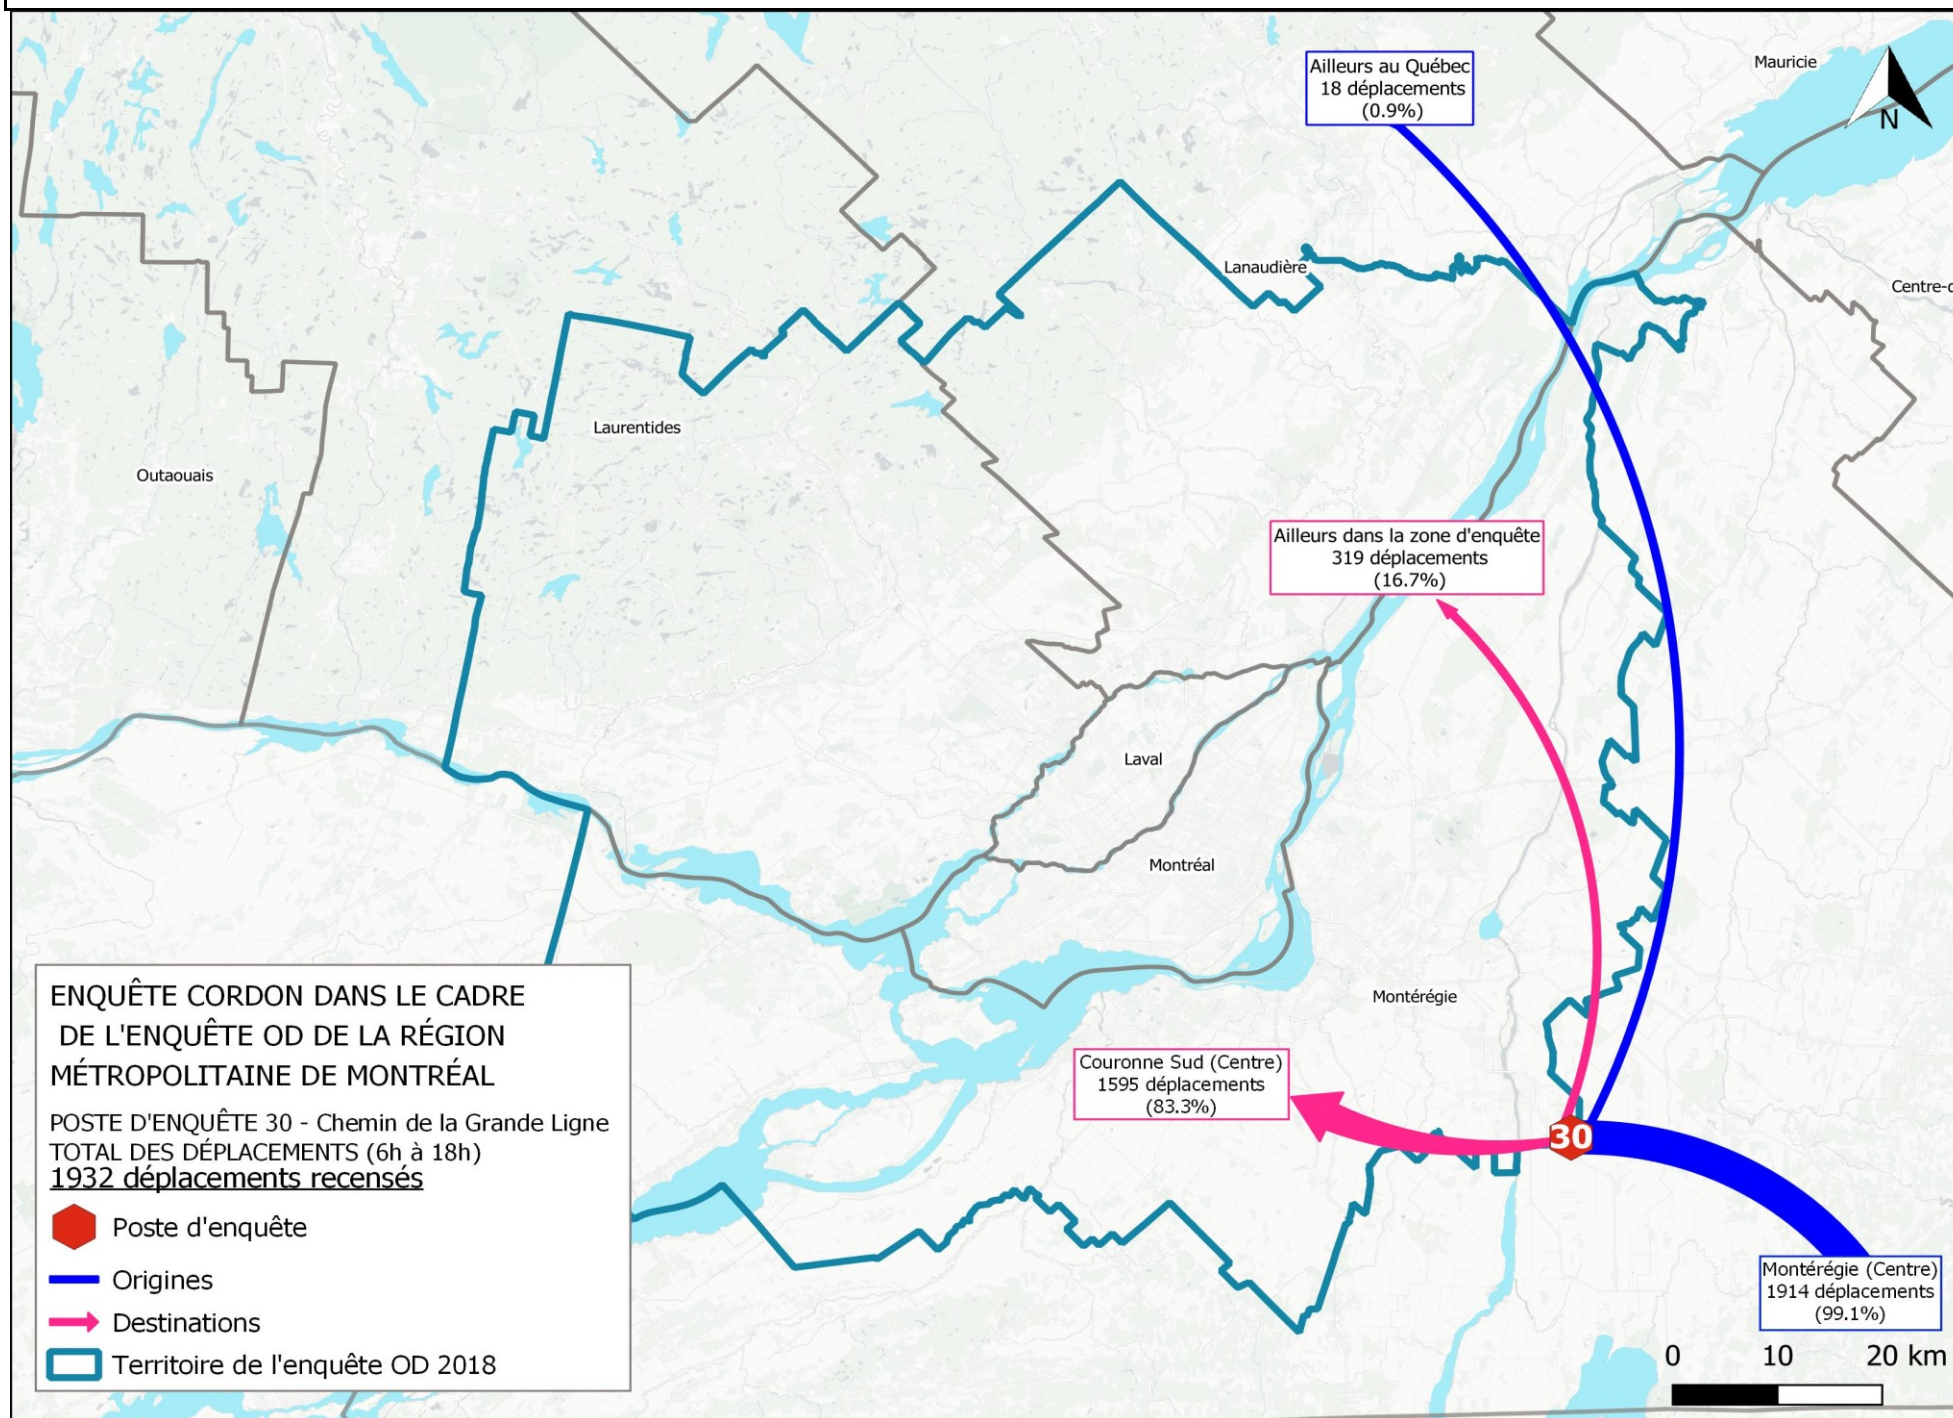 Ailleurs au Québec
18 déplacements
(0.9%)
Mauricie
N
Lanaudière
Centre-d
Laurentides
Outaouais
Ailleurs dans la zone d'enquête
319 déplacements
(16.7%)
Laval
Montréal
Montérégie
Couronne Sud (Centre)
1595 déplacements
(83.3%)
30
Montérégie (Centre)
1914 déplacements
(99.1%)
0 10 20 km
ENQUÊTE CORDON DANS LE CADRE
DE L'ENQUÊTE OD DE LA RÉGION
MÉTROPOLITAINE DE MONTRÉAL
POSTE D'ENQUÊTE 30 - Chemin de la Grande Ligne
TOTAL DES DÉPLACEMENTS (6h à 18h)
1932 déplacements recensés
Poste d'enquête
Origines
Destinations
Territoire de l'enquête OD 2018